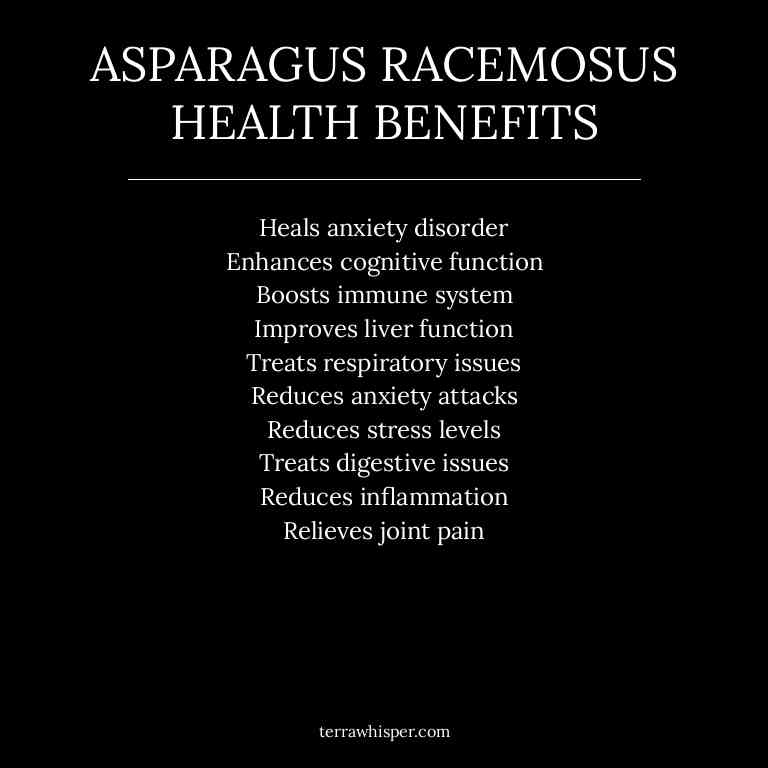 ASPARAGUS RACEMOSUS
HEALTH BENEFITS
Heals anxiety disorder
Enhances cognitive function
Boosts immune system
Improves liver function
Treats respiratory issues
Reduces anxiety attacks
Reduces stress levels
Treats digestive issues
Reduces inflammation
Relieves joint pain
terrawhisper.com